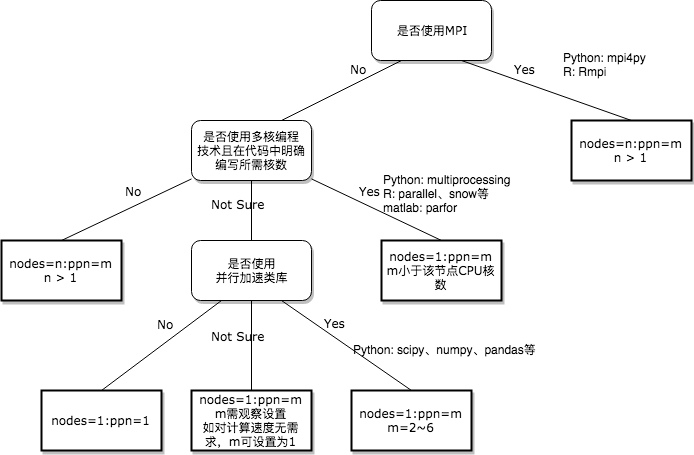 是否使用MPI
No
Yes
Python: mpi4py
R: Rmpi
是否使用多核编程
技术且在代码中明确
编写所需核数
nodes=n:ppn=m
n > 1
No
Not Sure
Yes
Python: multiprocessing
R: parallel、snow等
matlab: parfor
nodes=n:ppn=m
n > 1
是否使用
并行加速类库
nodes=1:ppn=m
m小于该节点CPU核
数
No
Not Sure
Yes
Python: scipy、numpy、pandas等
nodes=1:ppn=1
nodes=1:ppn=m
m需观察设置
如对计算速度无需
求，m可设置为1
nodes=1:ppn=m
m=2~6